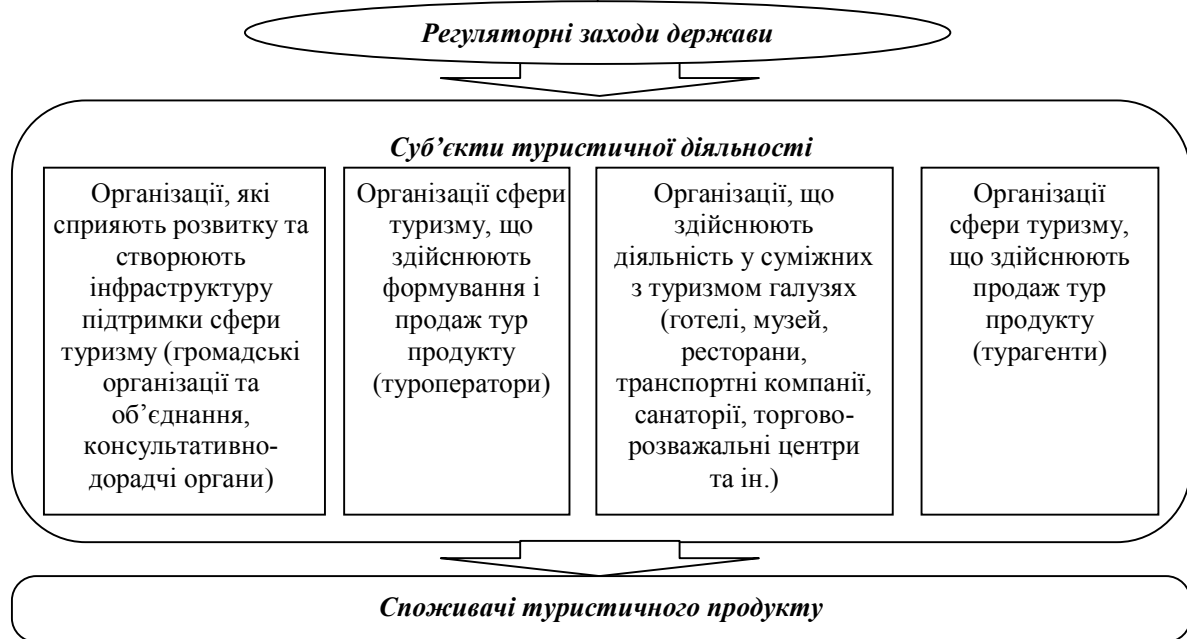 Регуляторні заходи держави
Суб’єкти туристичної діяльності
Організації, які
сприяють розвитку та
створюють
інфраструктуру
підтримки сфери
туризму (громадські
організації та
об’єднання,
консультативно-
дорадчі органи)
Організації сфери
туризму, що
здійснюють
формування і
продаж тур
продукту
(туроператори)
Організації, що
здійснюють
діяльність у суміжних
з туризмом галузях
(готелі, музей,
ресторани,
транспортні компанії,
санаторії, торгово-
розважальні центри
та ін.)
Організації
сфери туризму,
що здійснюють
продаж тур
продукту
(турагенти)
Споживачі туристичного продукту